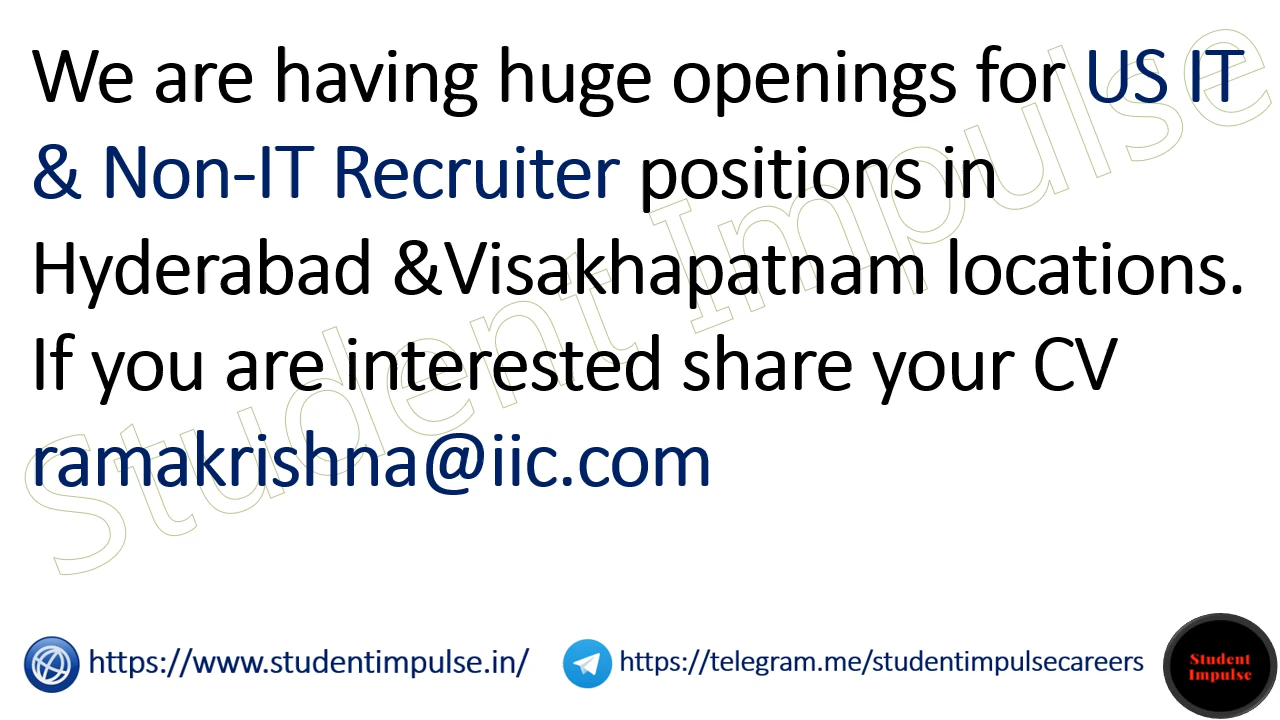 We are having huge openings for US IT
& Non-IT Recruiter positions in
Hyderabad &Visakhapatnam locations.
If you are interested share your CV
ramakrishna@iic.com
Student Impulse
https://www.studentimpulse.in/
https://telegram.me/studentimpulsecareers
Student
Impulse